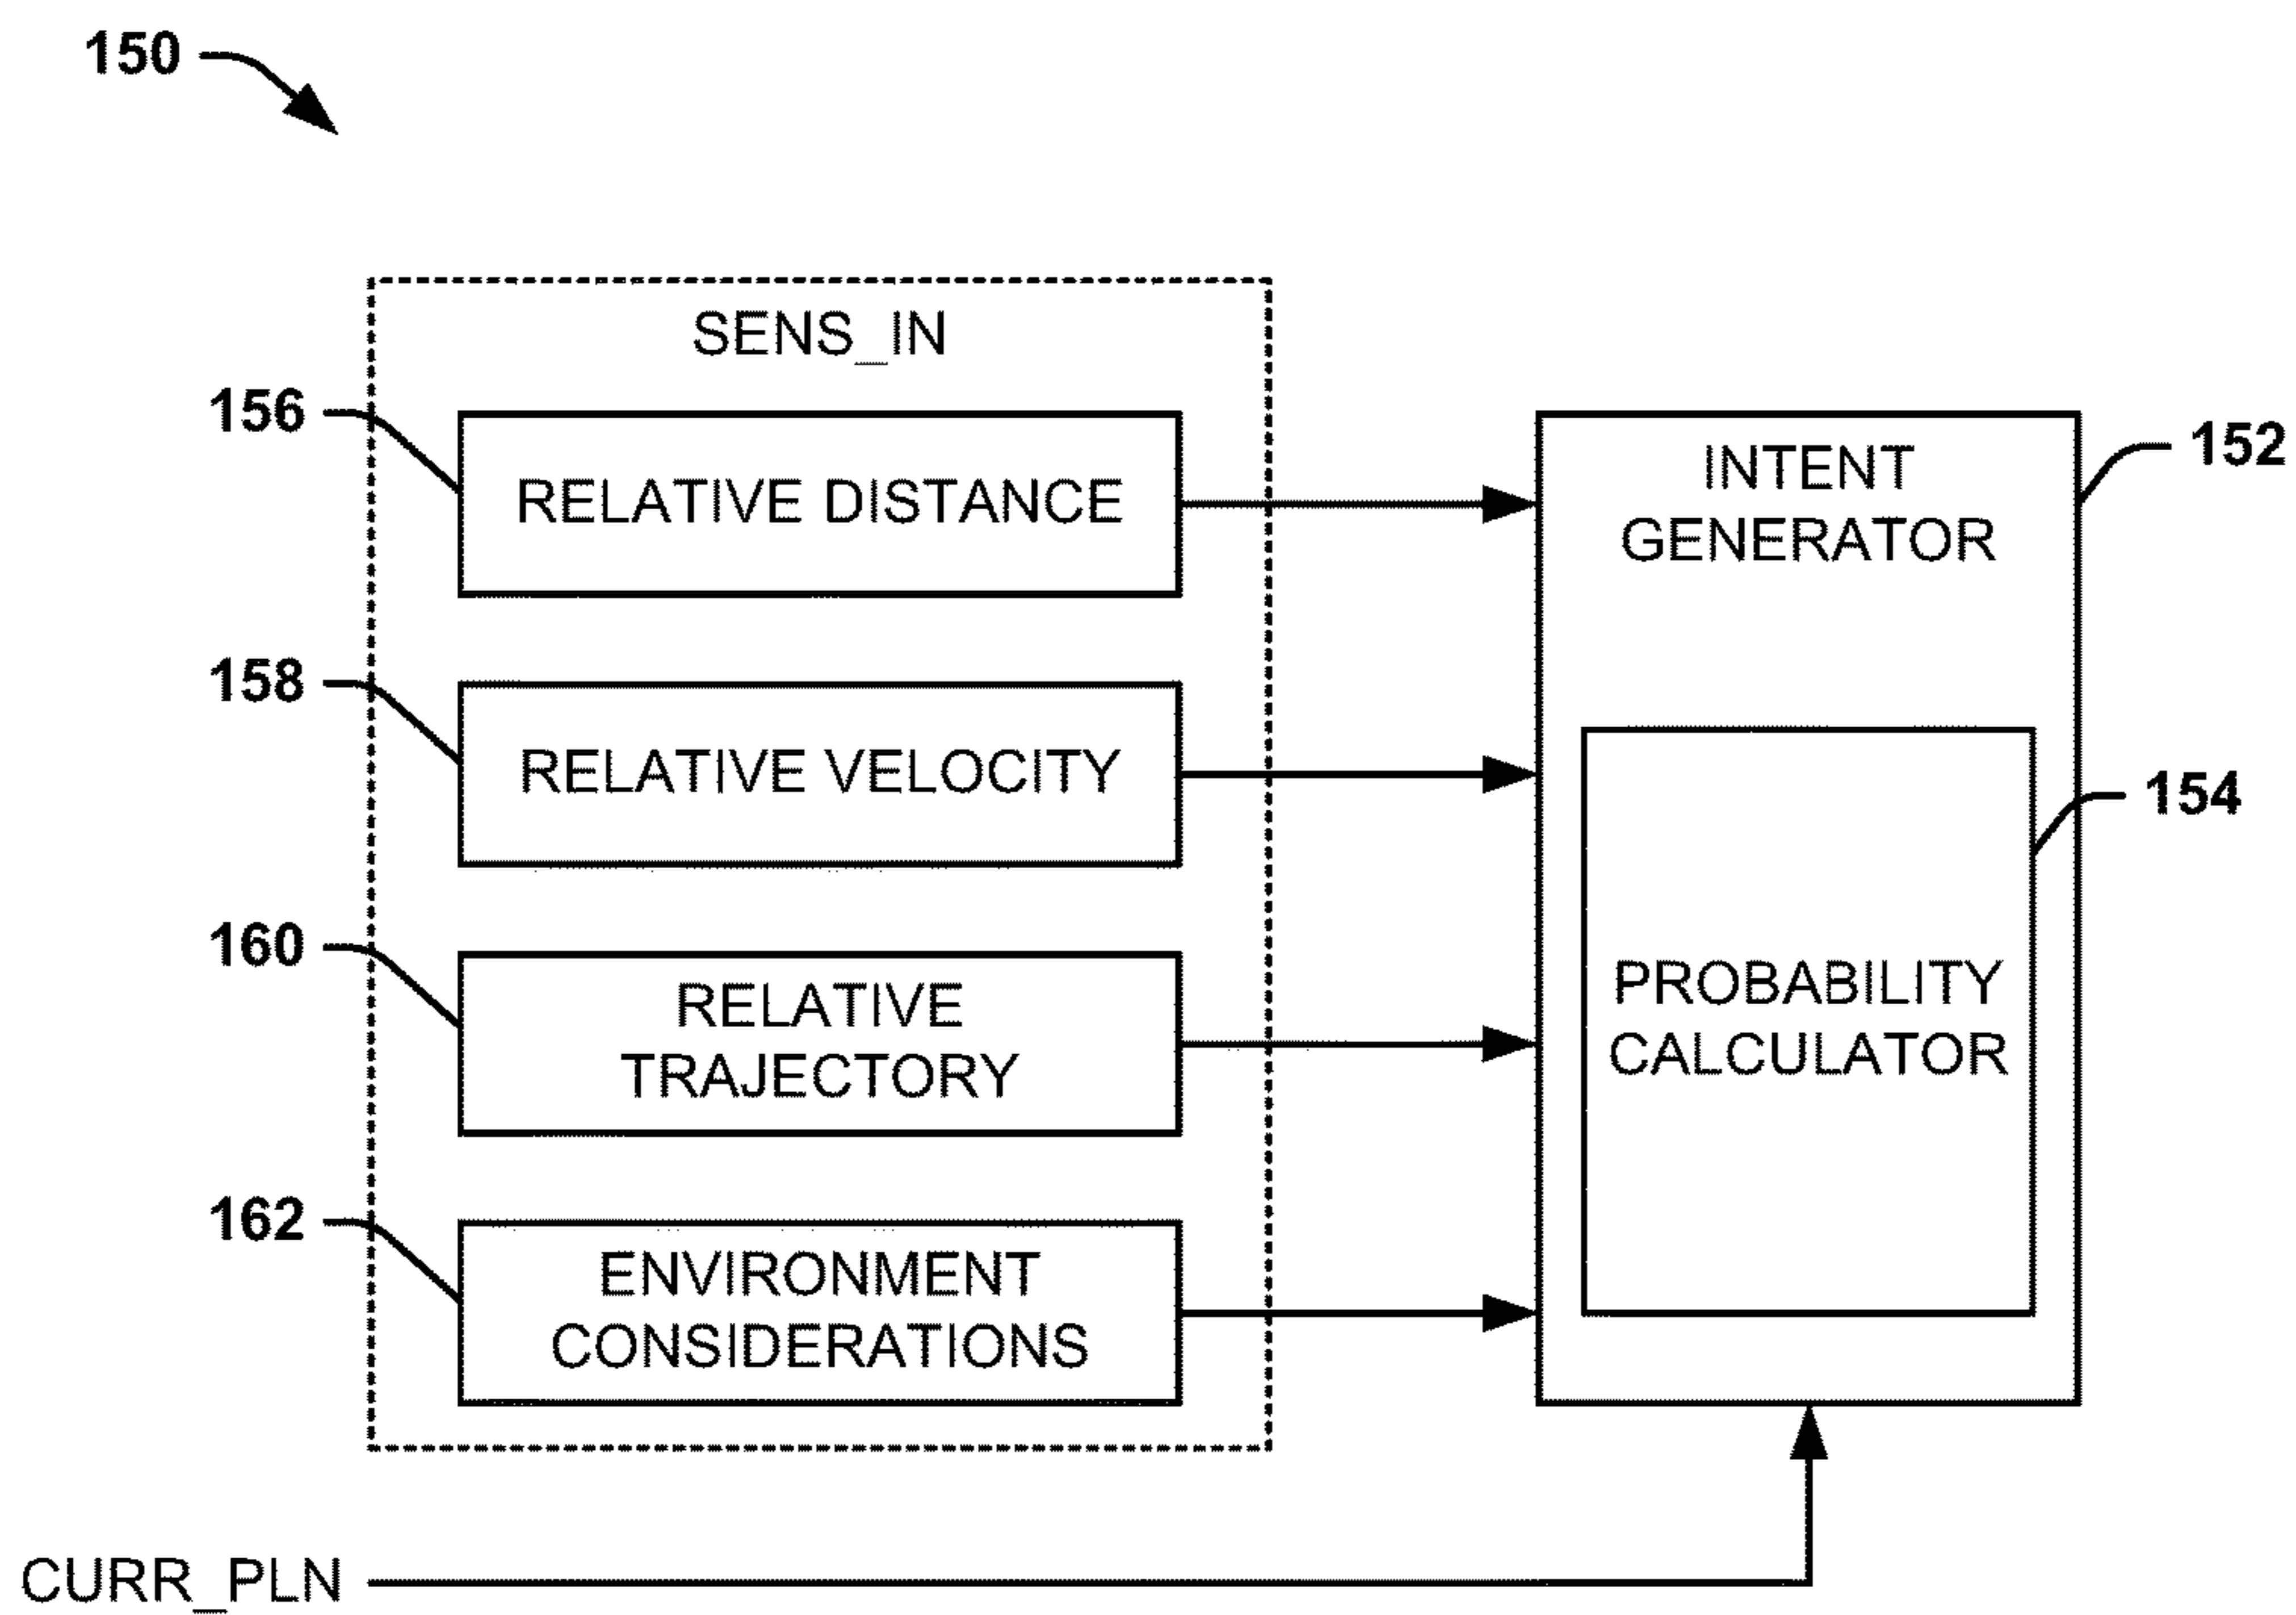 150
SENS_IN
156
RELATIVE DISTANCE
INTENT
GENERATOR
152
158
RELATIVE VELOCITY
154
160
RELATIVE
TRAJECTORY
PROBABILITY
CALCULATOR
162
ENVIRONMENT
CONSIDERATIONS
CURR_PLN